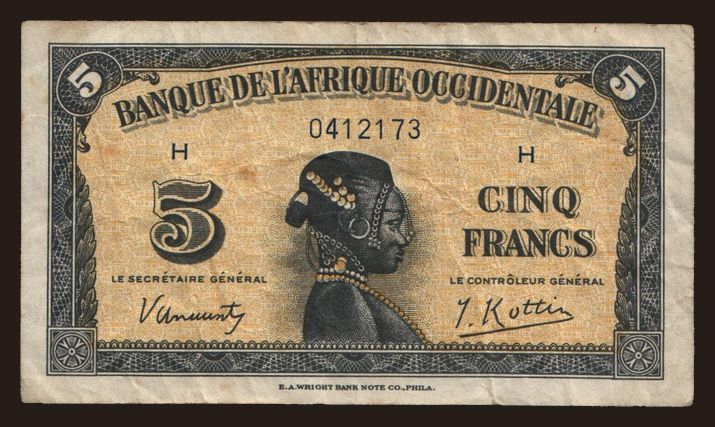 5 5
BANQUE DE L'AFRIQUE OCCIDENTALE
0412173
H H
5 CINQ
FRANCS
LE SECRÉTAIRE GÉNÉRAL LE CONTRÔLEUR GÉNÉRAL
J. Kottin
E.A.WRIGHT BANK NOTE CO., PHILA.